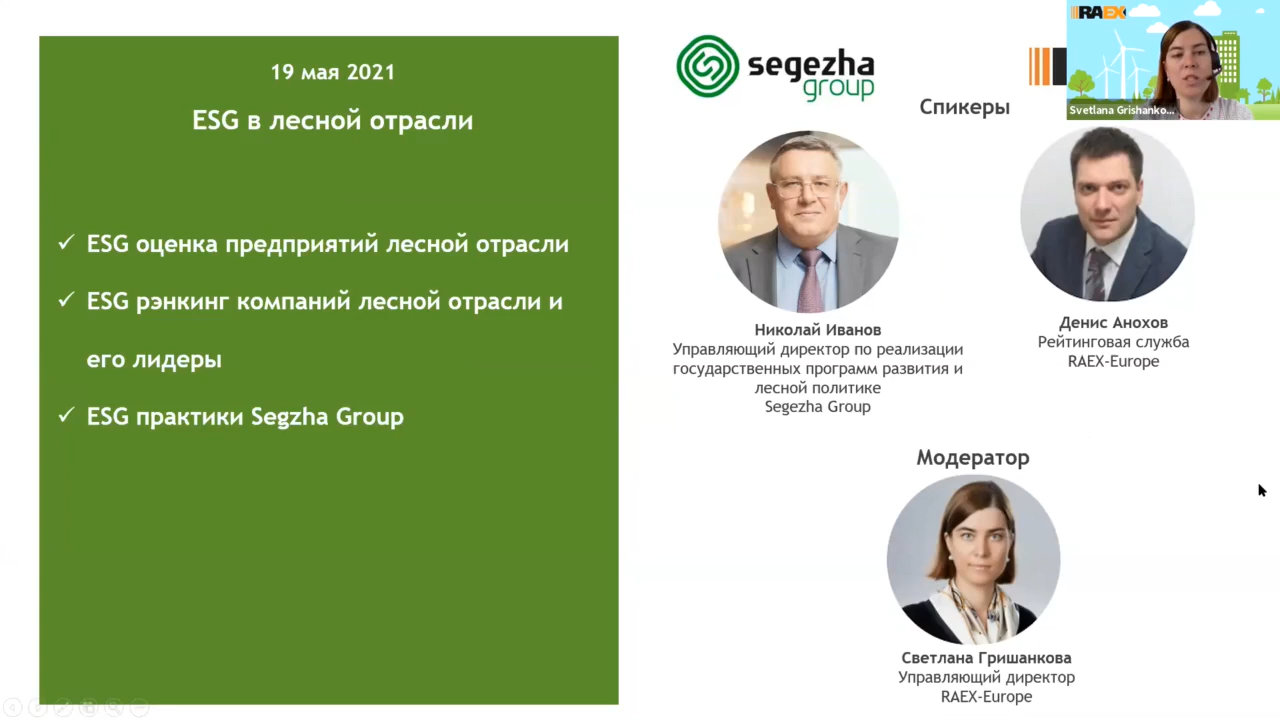 19 мая 2021
ESG в лесной отрасли
✓ ESG оценка предприятий лесной отрасли
✓ ESG рэнкинг компаний лесной отрасли и
его лидеры
✓ ESG практики Segzha Group
segezha
group
RAEX
Svetlana Grishanko...
Спикеры
Николай Иванов
Управляющий директор по реализации
государственных программ развития и
лесной политике
Segezha Group
Денис Анохов
Рейтинговая служба
RAEX-Europe
Модератор
Светлана Гришанкова
Управляющий директор
RAEX-Europe